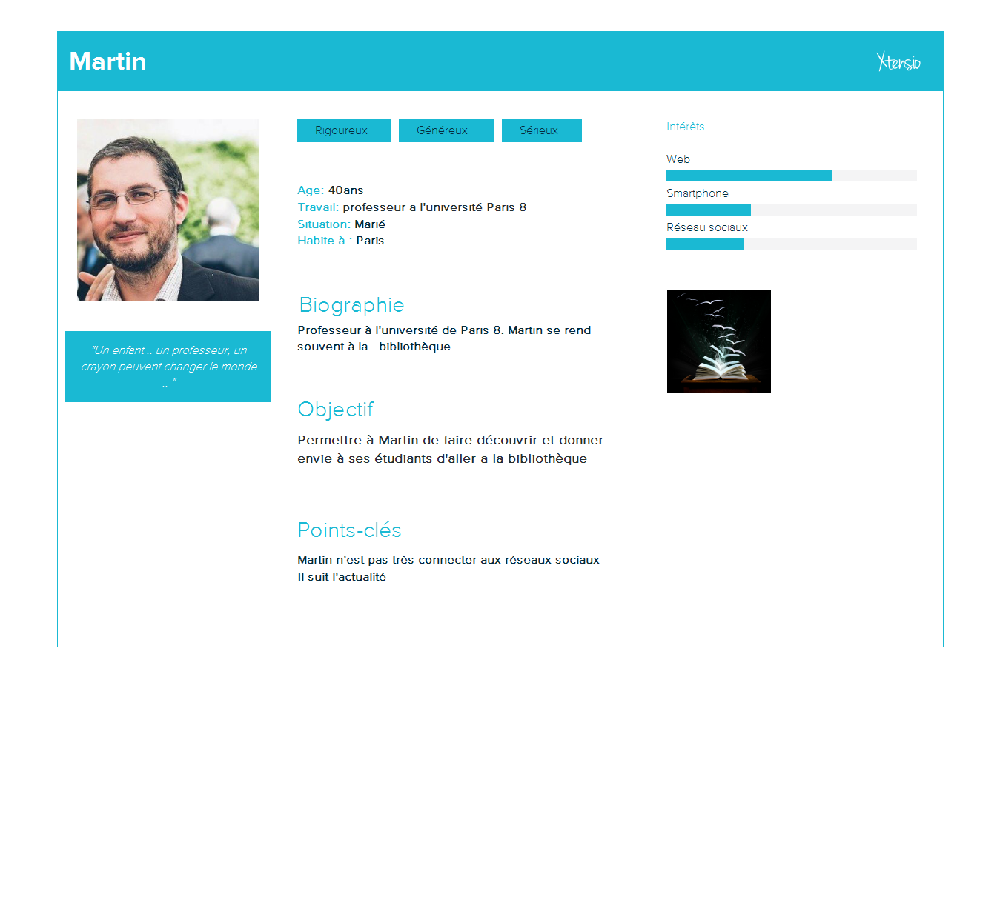 Martin
Xtensio
"Un enfant .. un professeur, un
crayon peuvent changer le monde
.. "
Rigoureux
Généreux
Sérieux
Age: 40ans
Travail: professeur a l'université Paris 8
Situation: Marié
Habite à : Paris
Biographie
Professeur à l'université de Paris 8. Martin se rend
souvent à la   bibliothèque
Objectif
Permettre à Martin de faire découvrir et donner
envie à ses étudiants d'aller a la bibliothèque
Points-clés
Martin n'est pas très connecter aux réseaux sociaux
Il suit l'actualité
Intérêts
Web
Smartphone
Réseau sociaux